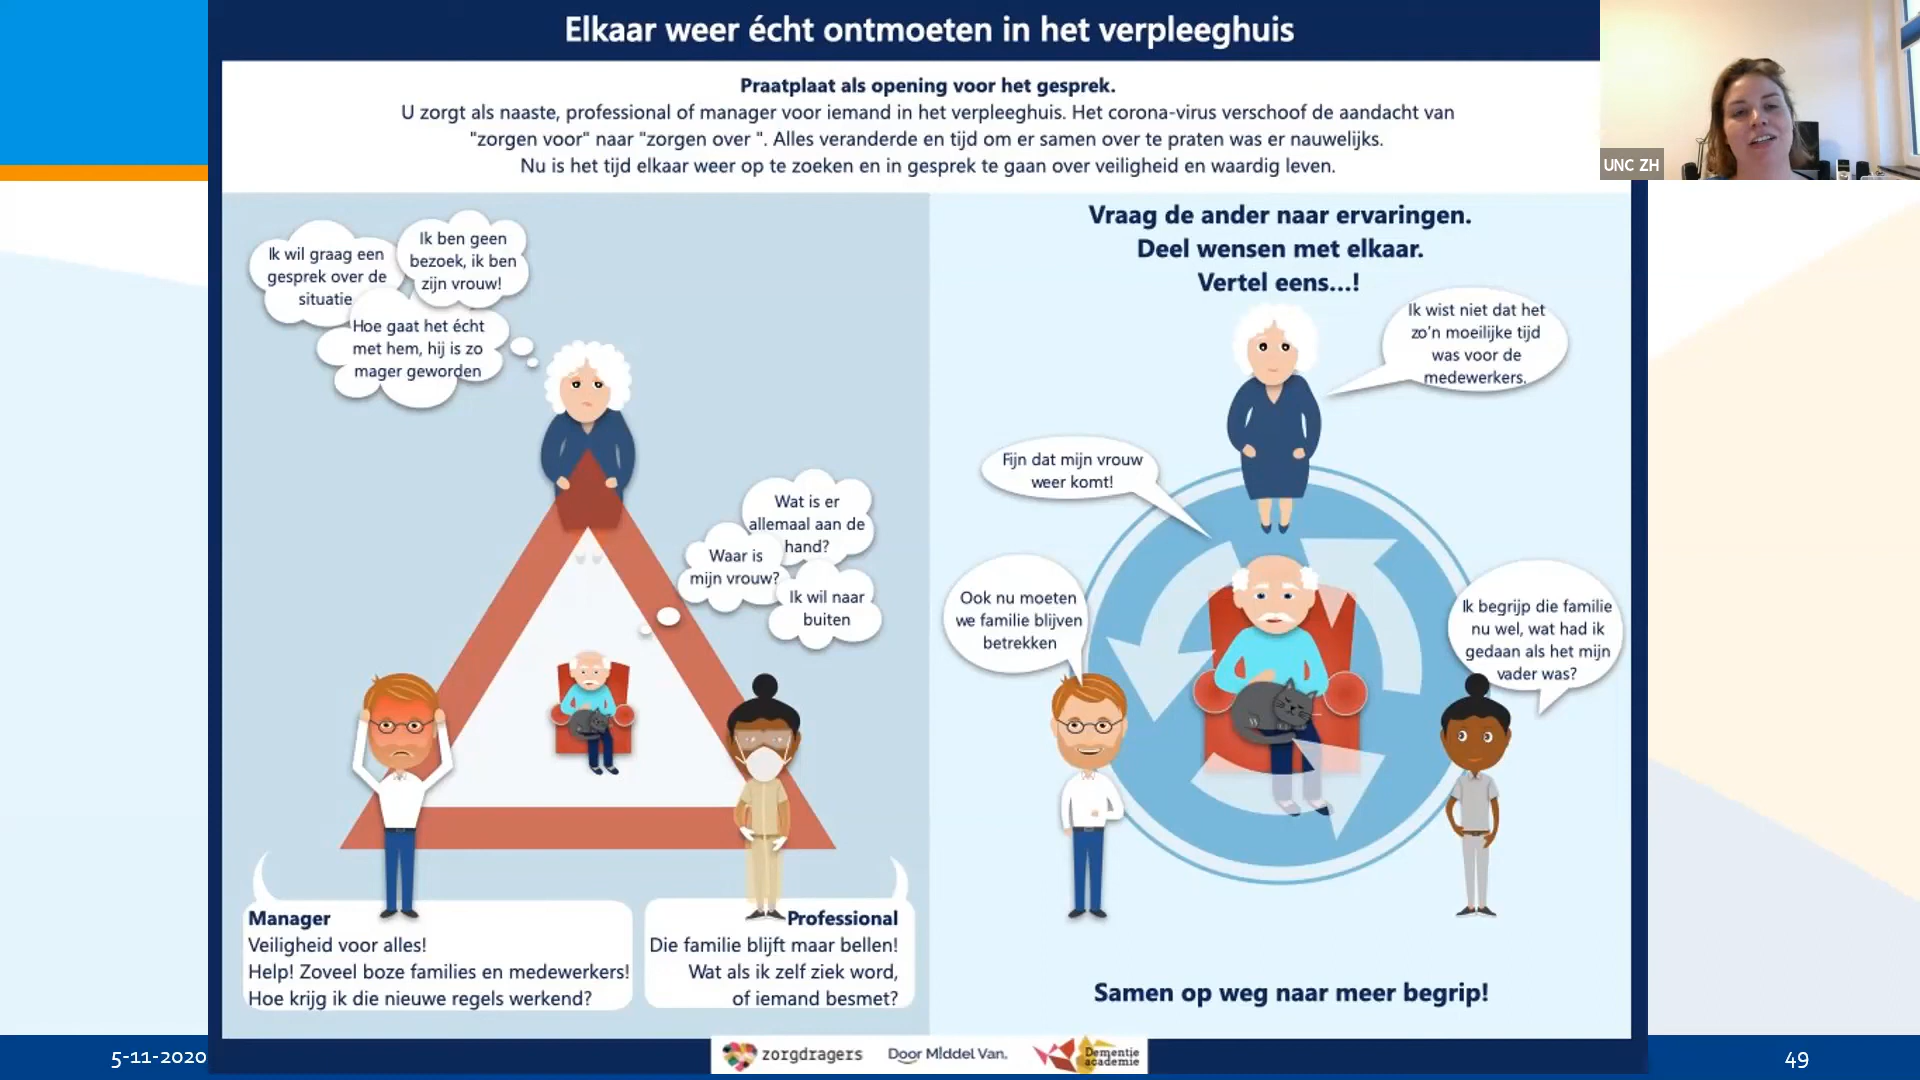 Elkaar weer écht ontmoeten in het verpleeghuis
Praatplaat als opening voor het gesprek.
U zorgt als naaste, professional of manager voor iemand in het verpleeghuis. Het corona-virus verschoof de aandacht van
"zorgen voor" naar "zorgen over ". Alles veranderde en tijd om er samen over te praten was er nauwelijks.
Nu is het tijd elkaar weer op te zoeken en in gesprek te gaan over veiligheid en waardig leven.
UNC ZH
Ik wil graag een
gesprek over de
situatie
Ik ben geen
bezoek, ik ben
zijn vrouw!
Hoe gaat het écht
met hem, hij is zo
mager geworden
Wat is er
allemaal aan de
hand?
Waar is
mijn vrouw?
Ik wil naar
buiten
Manager
Veiligheid voor alles!
Help! Zoveel boze families en medewerkers!
Hoe krijg ik die nieuwe regels werkend?
Professional
Die familie blijft maar bellen!
Wat als ik zelf ziek word,
of iemand besmet?
Vraag de ander naar ervaringen.
Deel wensen met elkaar.
Vertel eens...!
Ik wist niet dat het
zo'n moeilijke tijd
was voor de
medewerkers.
Fijn dat mijn vrouw
weer komt!
Ook nu moeten
we familie blijven
betrekken
Ik begrijp die familie
nu wel, wat had ik
gedaan als het mijn
vader was?
Samen op weg naar meer begrip!
5-11-2020
zorgdragers
Door Middel Van.
Dementie
academie
49